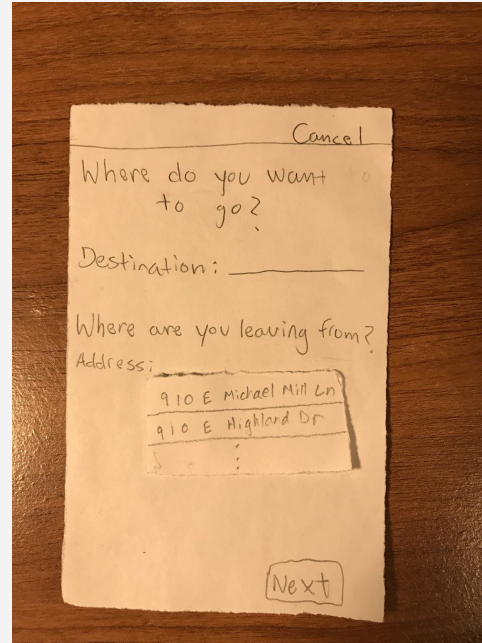 Cancel
Where do you want to
to go?
Destination:
Where are you leaving from?
Address:
910 E Michael Mill Ln
910 E Highland Dr
Next